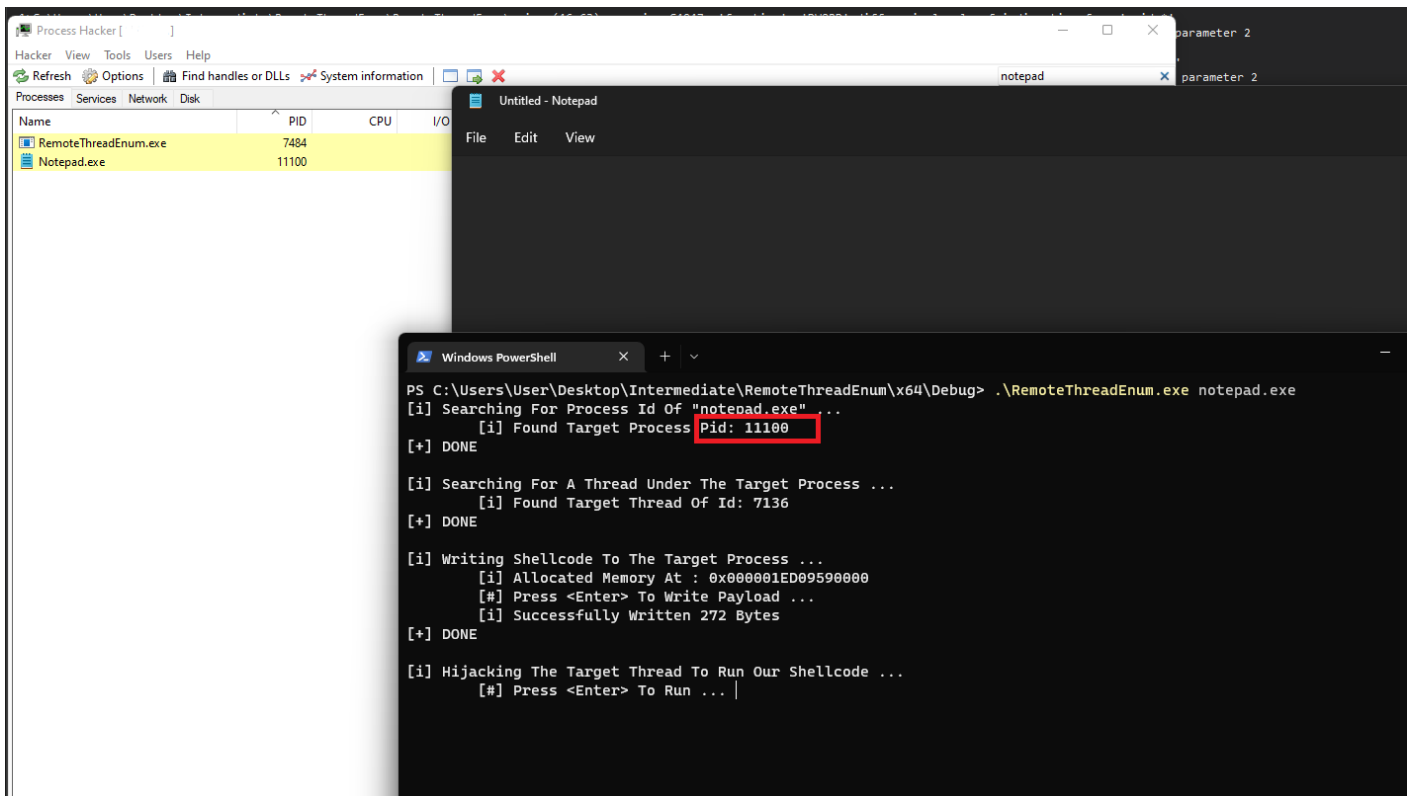 parameter 2
Process Hacker [ ]
Hacker View Tools Users Help
Refresh Options Find handles or DLLs System information notepad
parameter 2
Processes Services Network Disk
Name PID CPU I/O
RemoteThreadEnum.exe 7484
Notepad.exe 11100
Untitled - Notepad
File Edit View
Windows PowerShell
PS C:\Users\User\Desktop\Intermediate\RemoteThreadEnum\x64\Debug> .\RemoteThreadEnum.exe notepad.exe
[i] Searching For Process Id Of "notepad.exe" ...
[i] Found Target Process Pid: 11100
[+] DONE
[i] Searching For A Thread Under The Target Process ...
[i] Found Target Thread Of Id: 7136
[+] DONE
[i] Writing Shellcode To The Target Process ...
[i] Allocated Memory At : 0x000001ED09590000
[#] Press <Enter> To Write Payload ...
[i] Successfully Written 272 Bytes
[+] DONE
[i] Hijacking The Target Thread To Run Our Shellcode ...
[#] Press <Enter> To Run ...